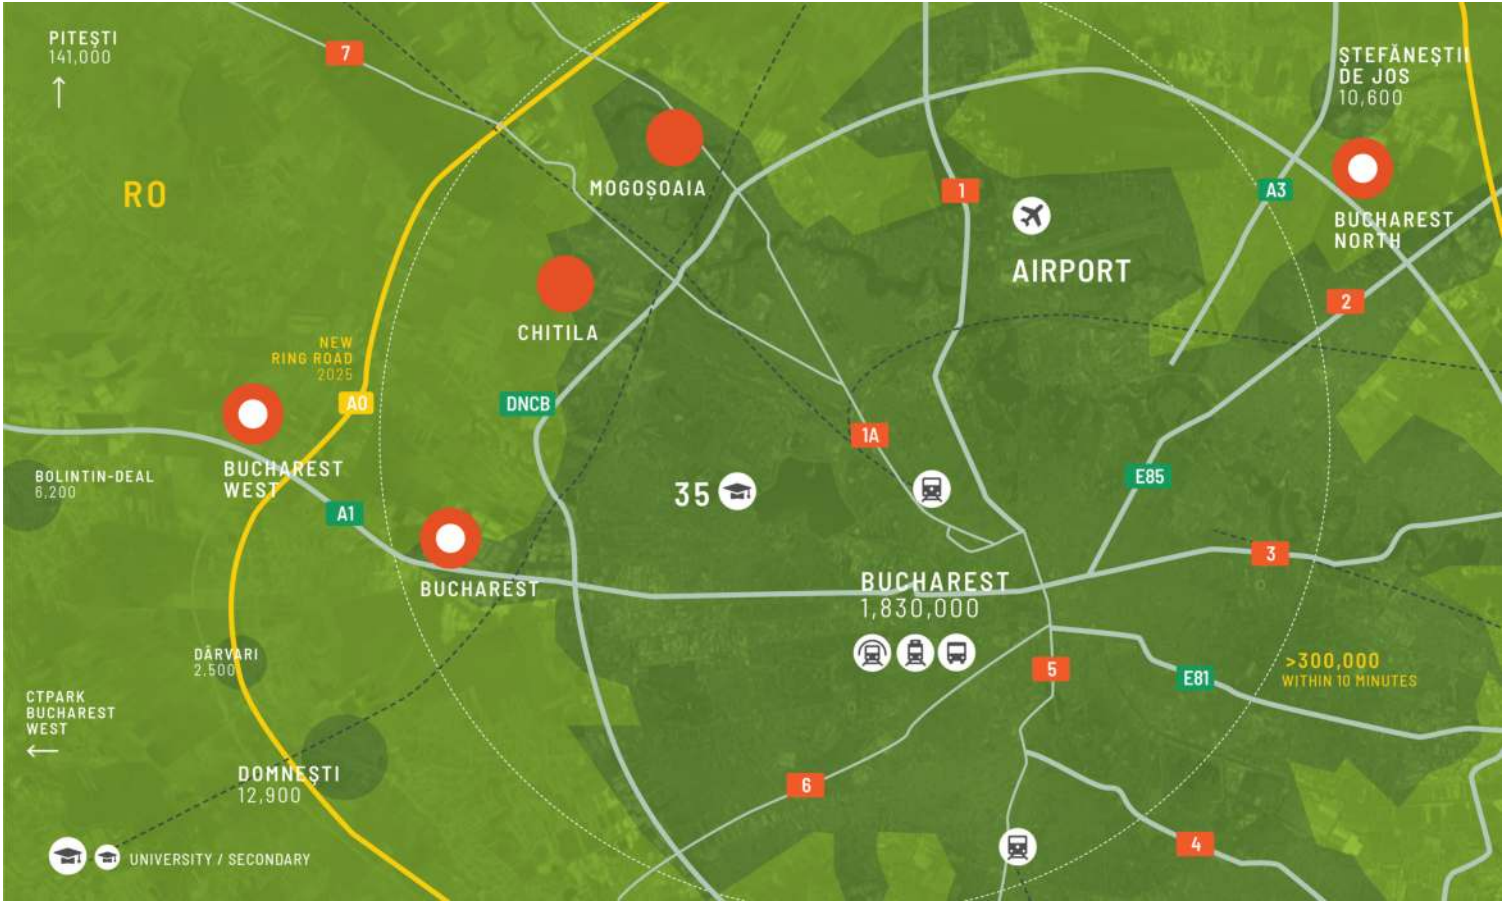 PITEȘTI
141,000
7
RO
MOGOȘOAIA
CHITILA
1
AIRPORT
ȘTEFĂNEȘTII
DE JOS
10,600
A3
BUCHAREST
NORTH
2
NEW
RING ROAD
2025
A0
DNCB
1A
BUCHAREST
WEST
BOLINTIN-DEAL
6,200
A1
35
E85
BUCHAREST
3
BUCHAREST
1,830,000
DÂRVARI
2,500
5
E81
>300,000
WITHIN 10 MINUTES
CTPARK
BUCHAREST
WEST
DOMNEȘTI
12,900
6
4
UNIVERSITY / SECONDARY